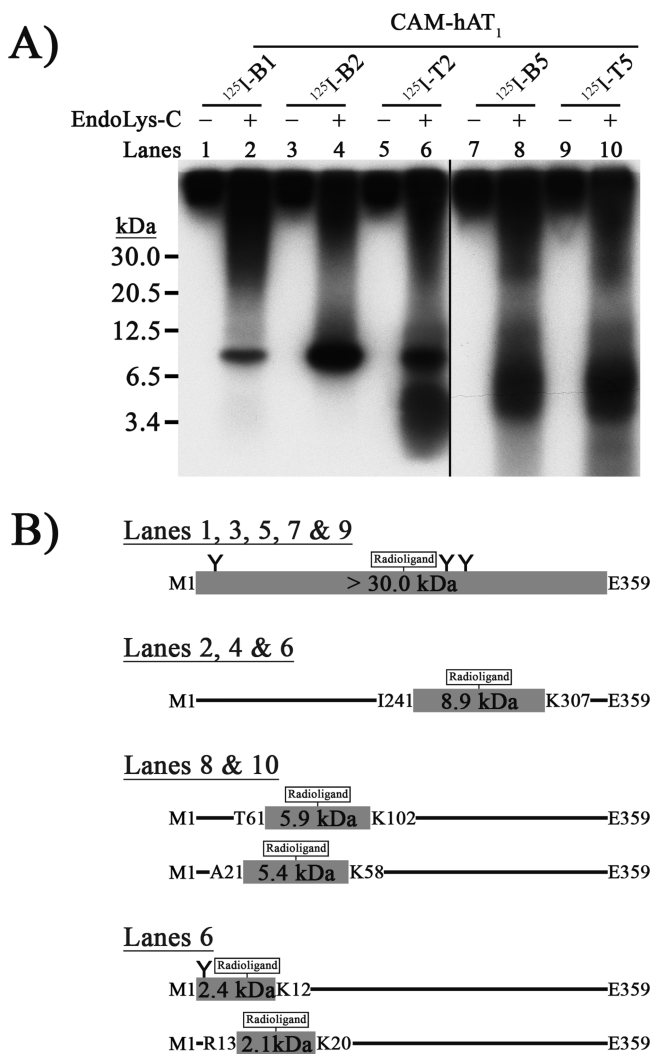 A)
CAM-hAT1
125I-B1 125I-B2 125I-T2 125I-B5 125I-T5
EndoLys-C − + − + − + − + − +
Lanes 1 2 3 4 5 6 7 8 9 10
kDa
30.0
20.5
12.5
6.5
3.4
B)
Lanes 1, 3, 5, 7 & 9
Y Radioligand Y Y
M1 > 30.0 kDa E359
Lanes 2, 4 & 6
Radioligand
M1 I241 8.9 kDa K307 E359
Lanes 8 & 10
Radioligand
M1 T61 5.9 kDa K102 E359
Radioligand
M1 A21 5.4 kDa K58 E359
Lanes 6
Y Radioligand
M1 2.4 kDa K12 E359
Radioligand
M1 R13 2.1kDa K20 E359